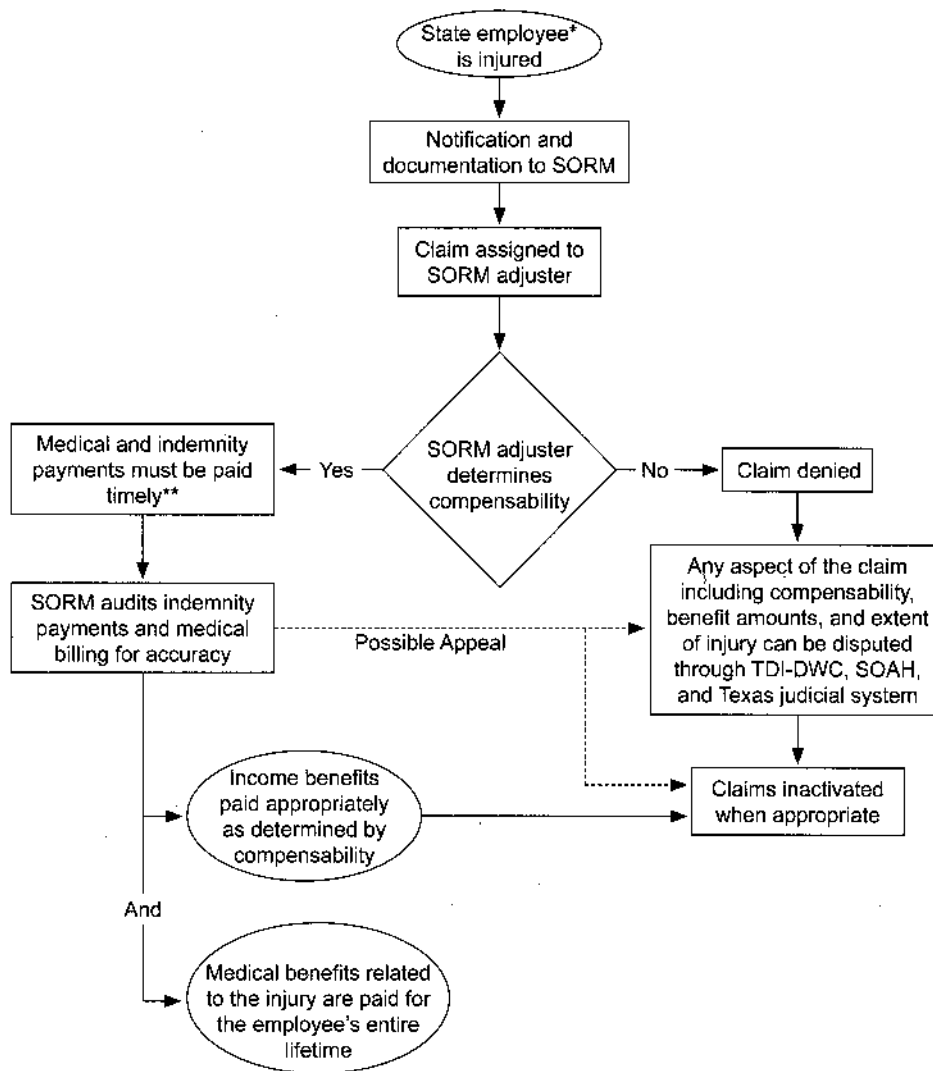 State employee*
is injured
Notification and
documentation to SORM
Claim assigned to
SORM adjuster
SORM adjuster
determines
compensability
Yes
No
Medical and indemnity
payments must be paid
timely**
Claim denied
SORM audits indemnity
payments and medical
billing for accuracy
Possible Appeal
Any aspect of the claim
including compensability,
benefit amounts, and extent
of injury can be disputed
through TDI-DWC, SOAH,
and Texas judicial system
Income benefits
paid appropriately
as determined by
compensability
Claims inactivated
when appropriate
And
Medical benefits related
to the injury are paid for
the employee's entire
lifetime